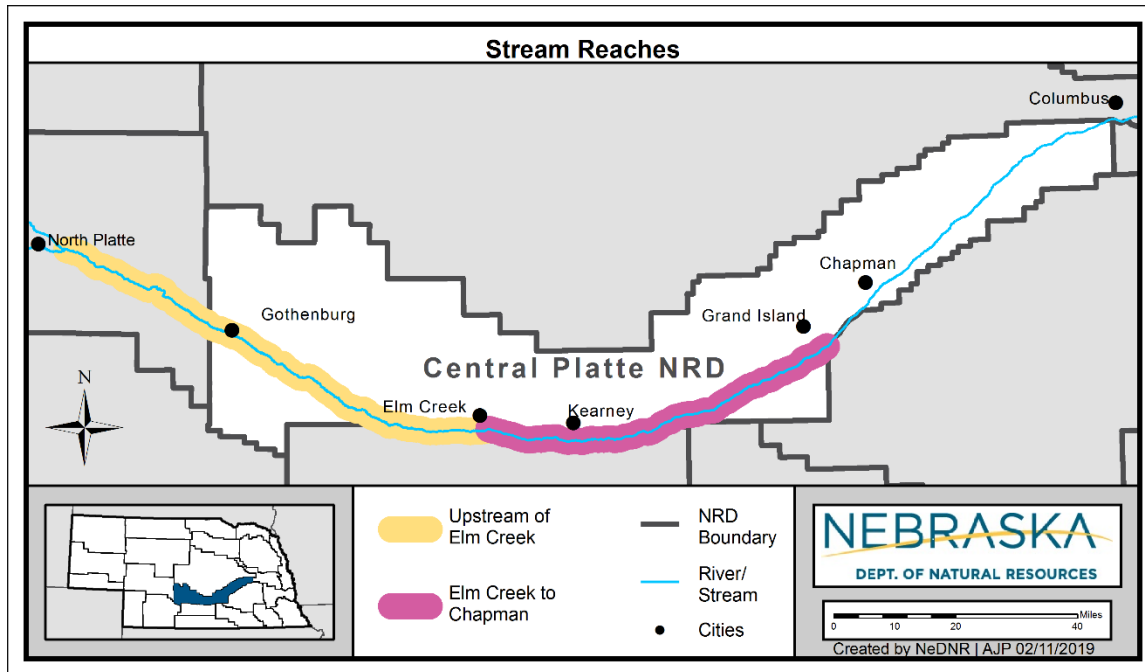 Stream Reaches
Columbus
North Platte
Chapman
Gothenburg
Grand Island
Central Platte NRD
Elm Creek
Kearney
N
Upstream of
Elm Creek
Elm Creek to
Chapman
NRD
Boundary
River/
Stream
Cities
NEBRASKA
DEPT. OF NATURAL RESOURCES
Miles
0 10 20 40
Created by NeDNR | AJP 02/11/2019